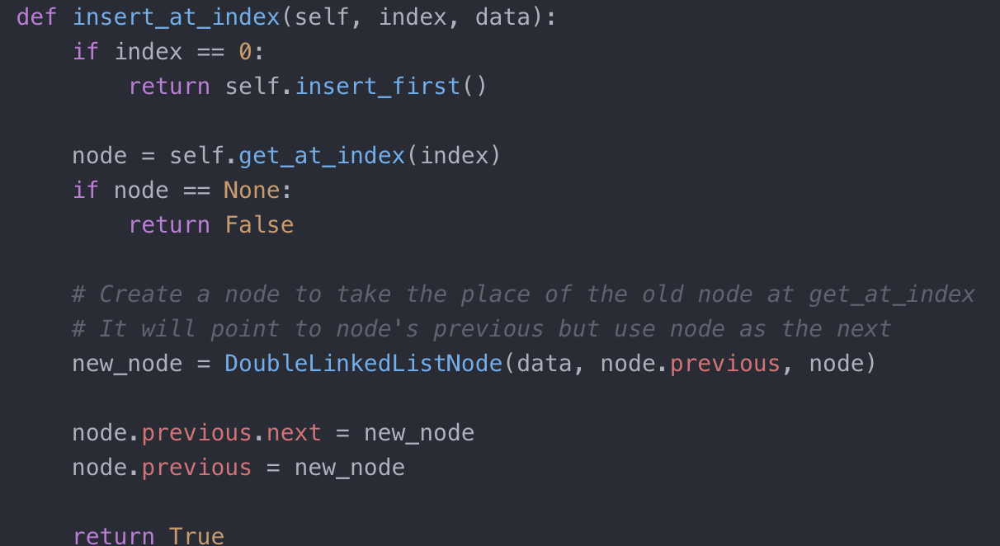 def insert_at_index(self, index, data):
    if index == 0:
        return self.insert_first()

    node = self.get_at_index(index)
    if node == None:
        return False

    # Create a node to take the place of the old node at get_at_index
    # It will point to node's previous but use node as the next
    new_node = DoubleLinkedListNode(data, node.previous, node)

    node.previous.next = new_node
    node.previous = new_node

    return True